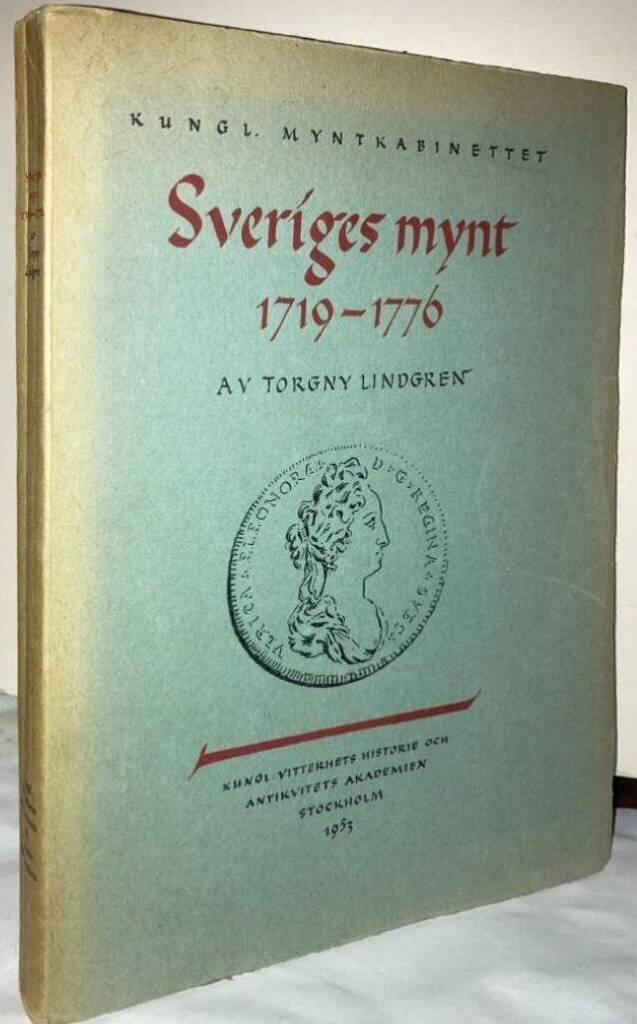 KUNGL. MYNTKABINETTET
Sveriges mynt
1719-1776
AV TORGNY LINDGREN
VLRICA ELEONORA D. G. REGINA SVEC
KUNGL. VITTERHETS HISTORIE OCH
ANTIKVITETS AKADEMIEN
STOCKHOLM
1953